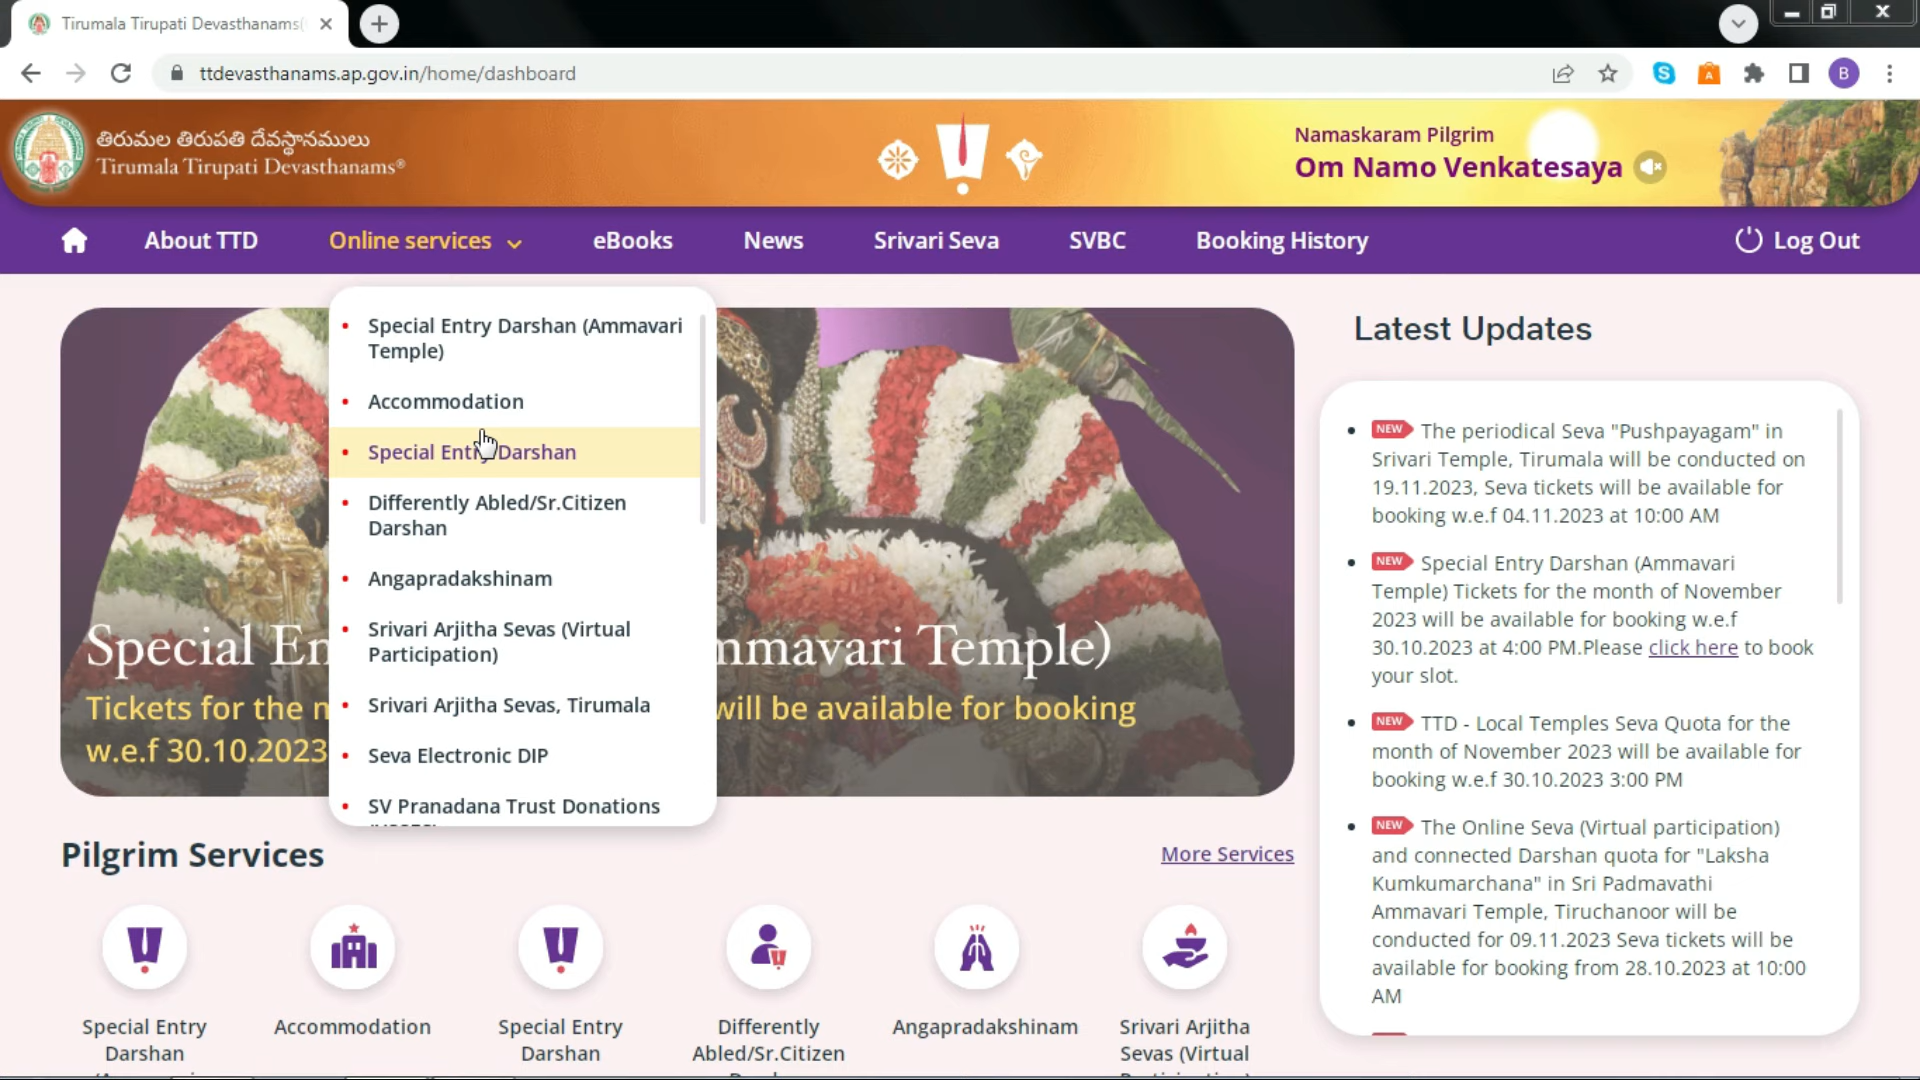 Tirumala Tirupati Devasthanams(
ttdevasthanams.ap.gov.in/home/dashboard
B
తిరుమల తిరుపతి దేవస్థానములు
Tirumala Tirupati Devasthanams®
Namaskaram Pilgrim
Om Namo Venkatesaya
About TTD
Online services
eBooks
News
Srivari Seva
SVBC
Booking History
Log Out
Special Entry Darshan (Ammavari
Temple)
Accommodation
Special Entry Darshan
Differently Abled/Sr.Citizen
Darshan
Angapradakshinam
Srivari Arjitha Sevas (Virtual
Participation)
Srivari Arjitha Sevas, Tirumala
Seva Electronic DIP
SV Pranadana Trust Donations
Special En
mmavari Temple)
Tickets for the
will be available for booking
w.e.f 30.10.2023
Latest Updates
NEW The periodical Seva "Pushpayagam" in
Srivari Temple, Tirumala will be conducted on
19.11.2023, Seva tickets will be available for
booking w.e.f 04.11.2023 at 10:00 AM
NEW Special Entry Darshan (Ammavari
Temple) Tickets for the month of November
2023 will be available for booking w.e.f
30.10.2023 at 4:00 PM.Please click here to book
your slot.
NEW TTD - Local Temples Seva Quota for the
month of November 2023 will be available for
booking w.e.f 30.10.2023 3:00 PM
NEW The Online Seva (Virtual participation)
and connected Darshan quota for "Laksha
Kumkumarchana" in Sri Padmavathi
Ammavari Temple, Tiruchanoor will be
conducted for 09.11.2023 Seva tickets will be
available for booking from 28.10.2023 at 10:00
AM
Pilgrim Services
More Services
Special Entry
Darshan
Accommodation
Special Entry
Darshan
Differently
Abled/Sr.Citizen
Angapradakshinam
Srivari Arjitha
Sevas (Virtual